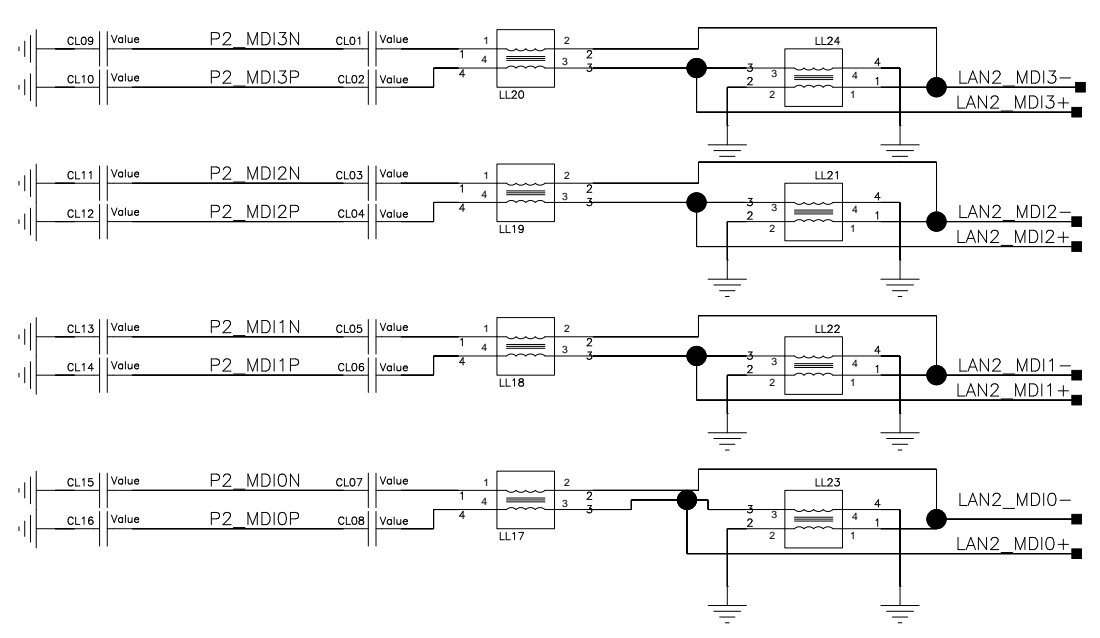 CL09 Value P2_MDI3N CL01 Value 1 1 2 2 LL24
CL10 Value P2_MDI3P CL02 Value 4 4 3 3 3 3 4 4 LAN2_MDI3-
LL20 2 2 1 1 LAN2_MDI3+
CL11 Value P2_MDI2N CL03 Value 1 1 2 2 LL21
CL12 Value P2_MDI2P CL04 Value 4 4 3 3 3 3 4 4 LAN2_MDI2-
LL19 2 2 1 1 LAN2_MDI2+
CL13 Value P2_MDI1N CL05 Value 1 1 2 2 LL22
CL14 Value P2_MDI1P CL06 Value 4 4 3 3 3 3 4 4 LAN2_MDI1-
LL18 2 2 1 1 LAN2_MDI1+
CL15 Value P2_MDI0N CL07 Value 1 1 2 2 LL23
CL16 Value P2_MDI0P CL08 Value 4 4 3 3 3 3 4 4 LAN2_MDI0-
LL17 2 2 1 1 LAN2_MDI0+